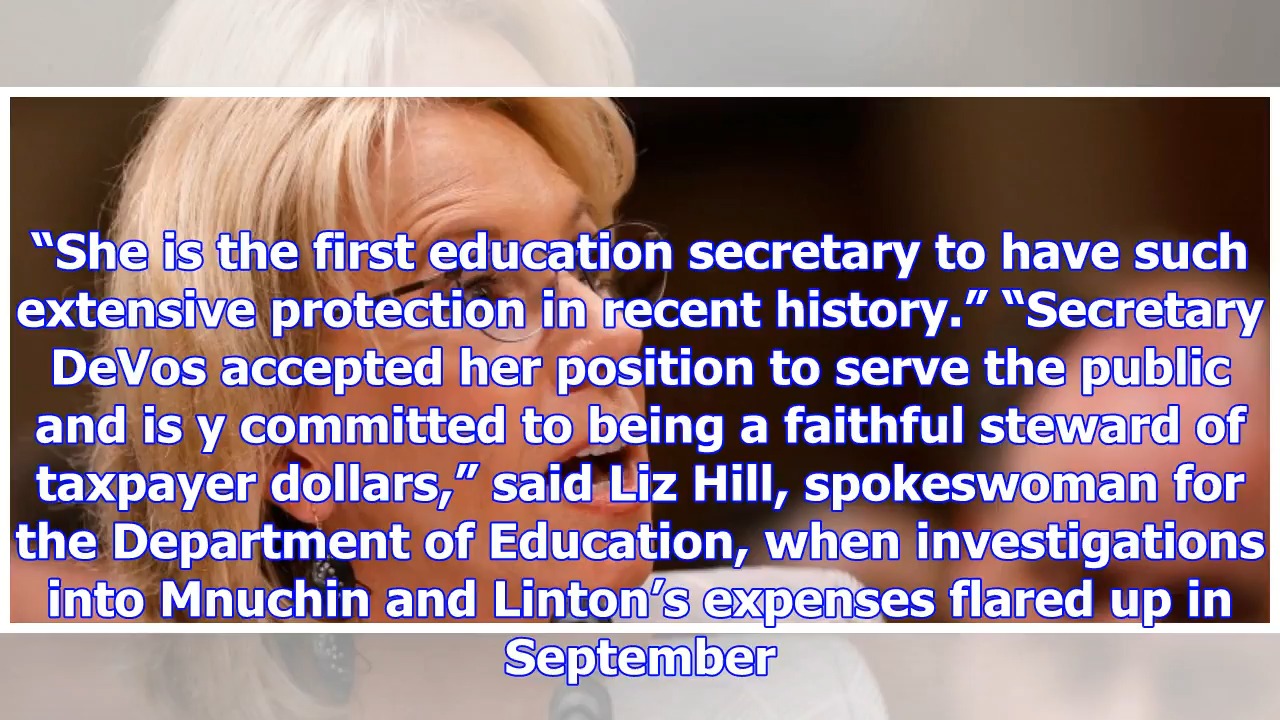 “She is the first education secretary to have such
extensive protection in recent history.” “Secretary
DeVos accepted her position to serve the public
and is y committed to being a faithful steward of
taxpayer dollars,” said Liz Hill, spokeswoman for
the Department of Education, when investigations
into Mnuchin and Linton’s expenses flared up in
September